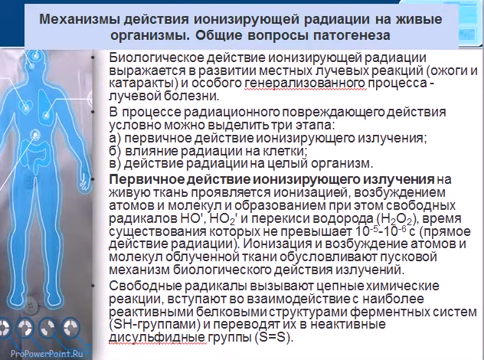 Механизмы действия ионизирующей радиации на живые
организмы. Общие вопросы патогенеза
Биологическое действие ионизирующей радиации
выражается в развитии местных лучевых реакций (ожоги и
катаракты) и особого генерализованного процесса -
лучевой болезни.
В процессе радиационного повреждающего действия
условно можно выделить три этапа:
а) первичное действие ионизирующего излучения;
б) влияние радиации на клетки;
в) действие радиации на целый организм.
Первичное действие ионизирующего излучения на
живую ткань проявляется ионизацией, возбуждением
атомов и молекул и образованием при этом свободных
радикалов НО', НО₂' и перекиси водорода (Н₂О₂), время
существования которых не превышает 10⁻⁵-10⁻⁶ с (прямое
действие радиации). Ионизация и возбуждение атомов и
молекул облученной ткани обусловливают пусковой
механизм биологического действия излучений.
Свободные радикалы вызывают цепные химические
реакции, вступают во взаимодействие с наиболее
реактивными белковыми структурами ферментных систем
(SH-группами) и переводят их в неактивные
дисульфидные группы (S=S).
ProPowerPoint.Ru